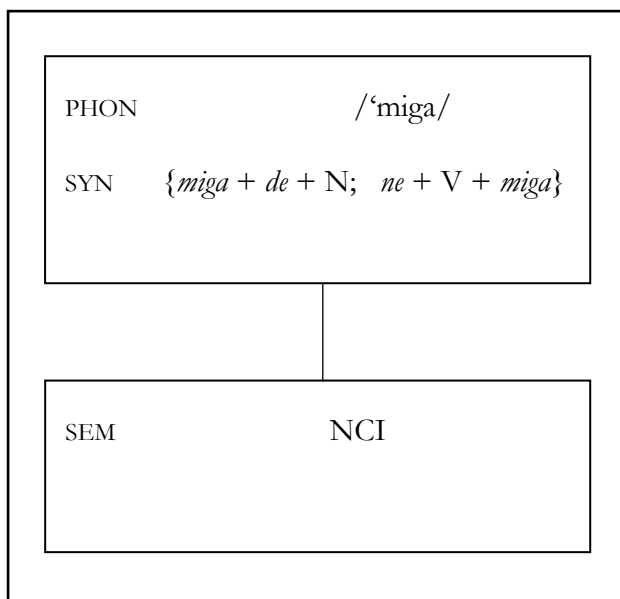 PHON /‘miga/
SYN {miga + de + N; ne + V + miga}
SEM NCI